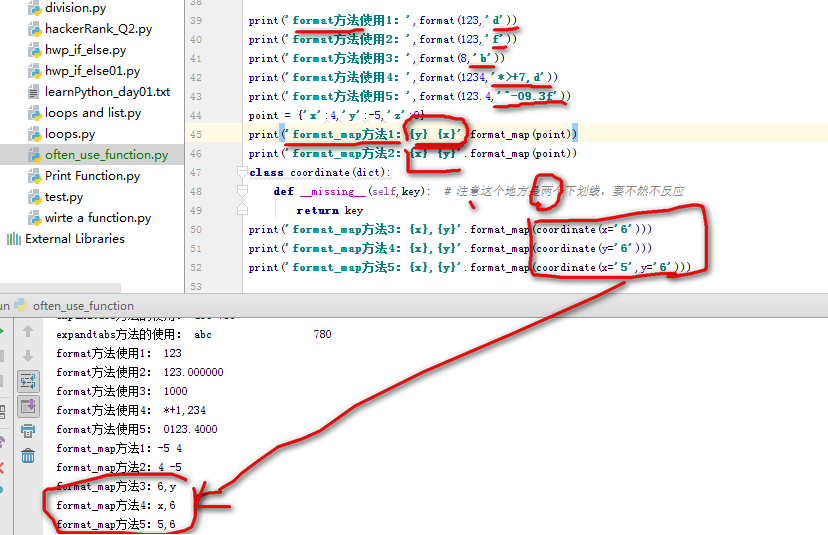 division.py
hackerRank_Q2.py
hwp_if_else.py
hwp_if_else01.py
learnPython_day01.txt
loops and list.py
loops.py
often_use_function.py
Print Function.py
test.py
wirte a function.py
External Libraries
39 print('format方法使用1: ',format(123,'d'))
40 print('format方法使用2: ',format(123,'f'))
41 print('format方法使用3: ',format(8,'b'))
42 print('format方法使用4: ',format(1234,'*>+7,d'))
43 print('format方法使用5: ',format(123.4,'^-09.3f'))
44 point = {'x':4,'y':-5,'z':0}
45 print('format_map方法1: {y} {x}'.format_map(point))
46 print('format_map方法2: {x} {y}'.format_map(point))
47 class coordinate(dict):
48 def __missing__(self,key): # 注意这个地方是两个下划线，要不然不反应
49 return key
50 print('format_map方法3: {x},{y}'.format_map(coordinate(x='6')))
51 print('format_map方法4: {x},{y}'.format_map(coordinate(y='6')))
52 print('format_map方法5: {x},{y}'.format_map(coordinate(x='5',y='6')))
53
un often_use_function
expandtabs方法的使用: abc 780
format方法使用1: 123
format方法使用2: 123.000000
format方法使用3: 1000
format方法使用4: *+1,234
format方法使用5: 0123.4000
format_map方法1: -5 4
format_map方法2: 4 -5
format_map方法3: 6,y
format_map方法4: x,6
format_map方法5: 5,6